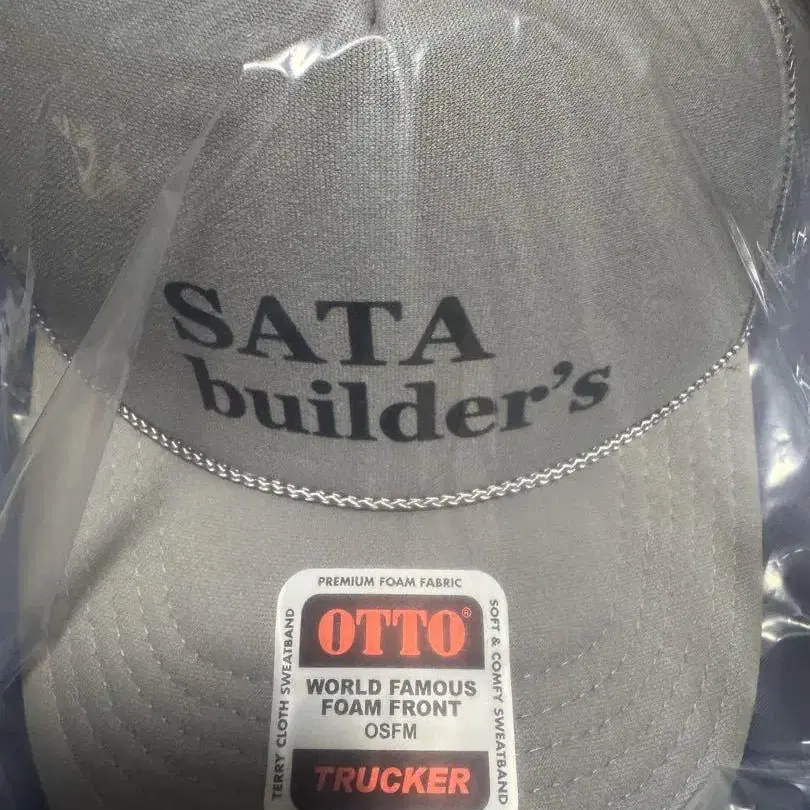 SATA
builder's
PREMIUM FOAM FABRIC
OTTO®
WORLD FAMOUS
FOAM FRONT
OSFM
TRUCKER
TERRY CLOTH SWEATBAND
SOFT & COMFY SWEATBAND